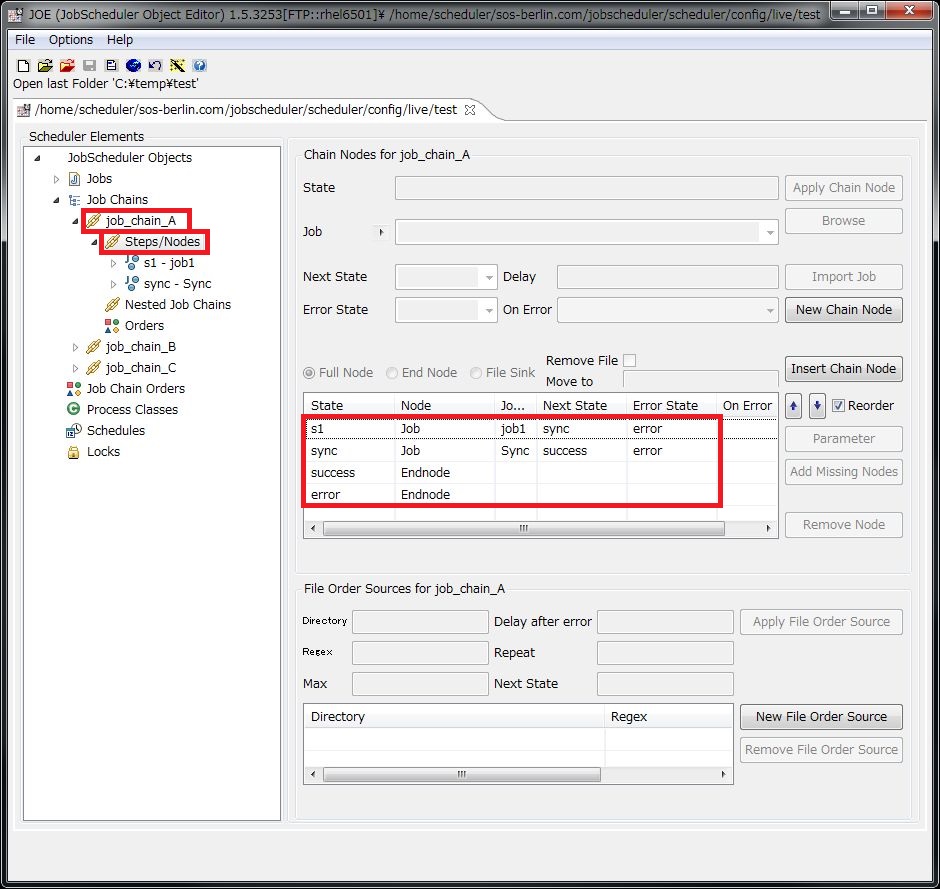 JOE (JobScheduler Object Editor) 1.5.3253[FTP::rhel6501]¥ /home/scheduler/sos-berlin.com/jobscheduler/scheduler/config/live/test
File Options Help
Open last Folder 'C:¥temp¥test'
/home/scheduler/sos-berlin.com/jobscheduler/scheduler/config/live/test
Scheduler Elements
JobScheduler Objects
Jobs
Job Chains
job_chain_A
Steps/Nodes
s1 - job1
sync - Sync
Nested Job Chains
Orders
job_chain_B
job_chain_C
Job Chain Orders
Process Classes
Schedules
Locks
Chain Nodes for job_chain_A
State Apply Chain Node
Browse
Job
Next State Delay Import Job
Error State On Error New Chain Node
Full Node End Node File Sink Remove File
Move to
Insert Chain Node
State Node Jo... Next State Error State On Error
Reorder
s1 Job job1 sync error
sync Job Sync success error
success Endnode
error Endnode
Parameter
Add Missing Nodes
Remove Node
File Order Sources for job_chain_A
Directory Delay after error Apply File Order Source
Regex Repeat
Max Next State
Directory Regex
New File Order Source
Remove File Order Source